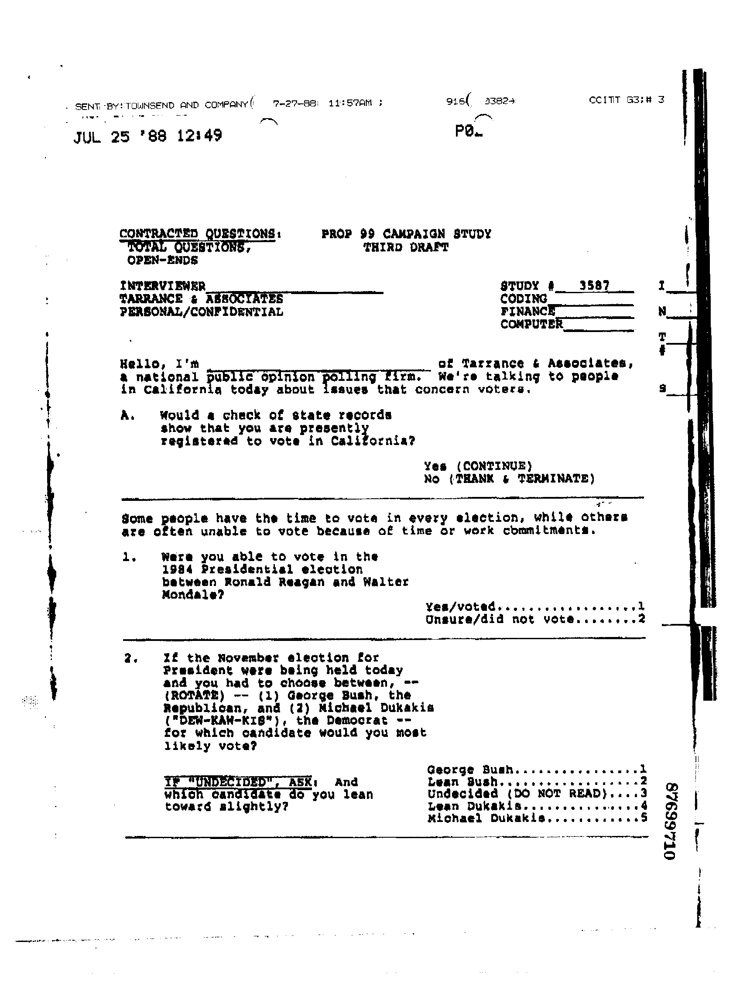 SENT BY:TOWNSEND AND COMPANY( 7-27-88 11:57AM ; 916( 3382→ CCITT G3;# 3
JUL 25 '88 12:49
CONTRACTED QUESTIONS: PROP 99 CAMPAIGN STUDY
TOTAL QUESTIONS, THIRD DRAFT
OPEN-ENDS
INTERVIEWER STUDY # 3587 I
TARRANCE & ASSOCIATES CODING
PERSONAL/CONFIDENTIAL FINANCE N
COMPUTER
T
#
Hello, I'm of Tarrance & Associates,
a national public opinion polling firm. We're talking to people
in California today about issues that concern voters. S
A. Would a check of state records
show that you are presently
registered to vote in California?
Yes (CONTINUE)
No (THANK & TERMINATE)
Some people have the time to vote in every election, while others
are often unable to vote because of time or work commitments.
1. Were you able to vote in the
1984 Presidential election
between Ronald Reagan and Walter
Mondale?
Yes/voted..................1
Unsure/did not vote........2
2. If the November election for
President were being held today
and you had to choose between, --
(ROTATE) -- (1) George Bush, the
Republican, and (2) Michael Dukakis
("DEW-KAW-KIS"), the Democrat --
for which candidate would you most
likely vote?
George Bush................1
IF "UNDECIDED", ASK: And Lean Bush..................2
which candidate do you lean Undecided (DO NOT READ)....3
toward slightly? Lean Dukakis...............4
Michael Dukakis............5
87699710